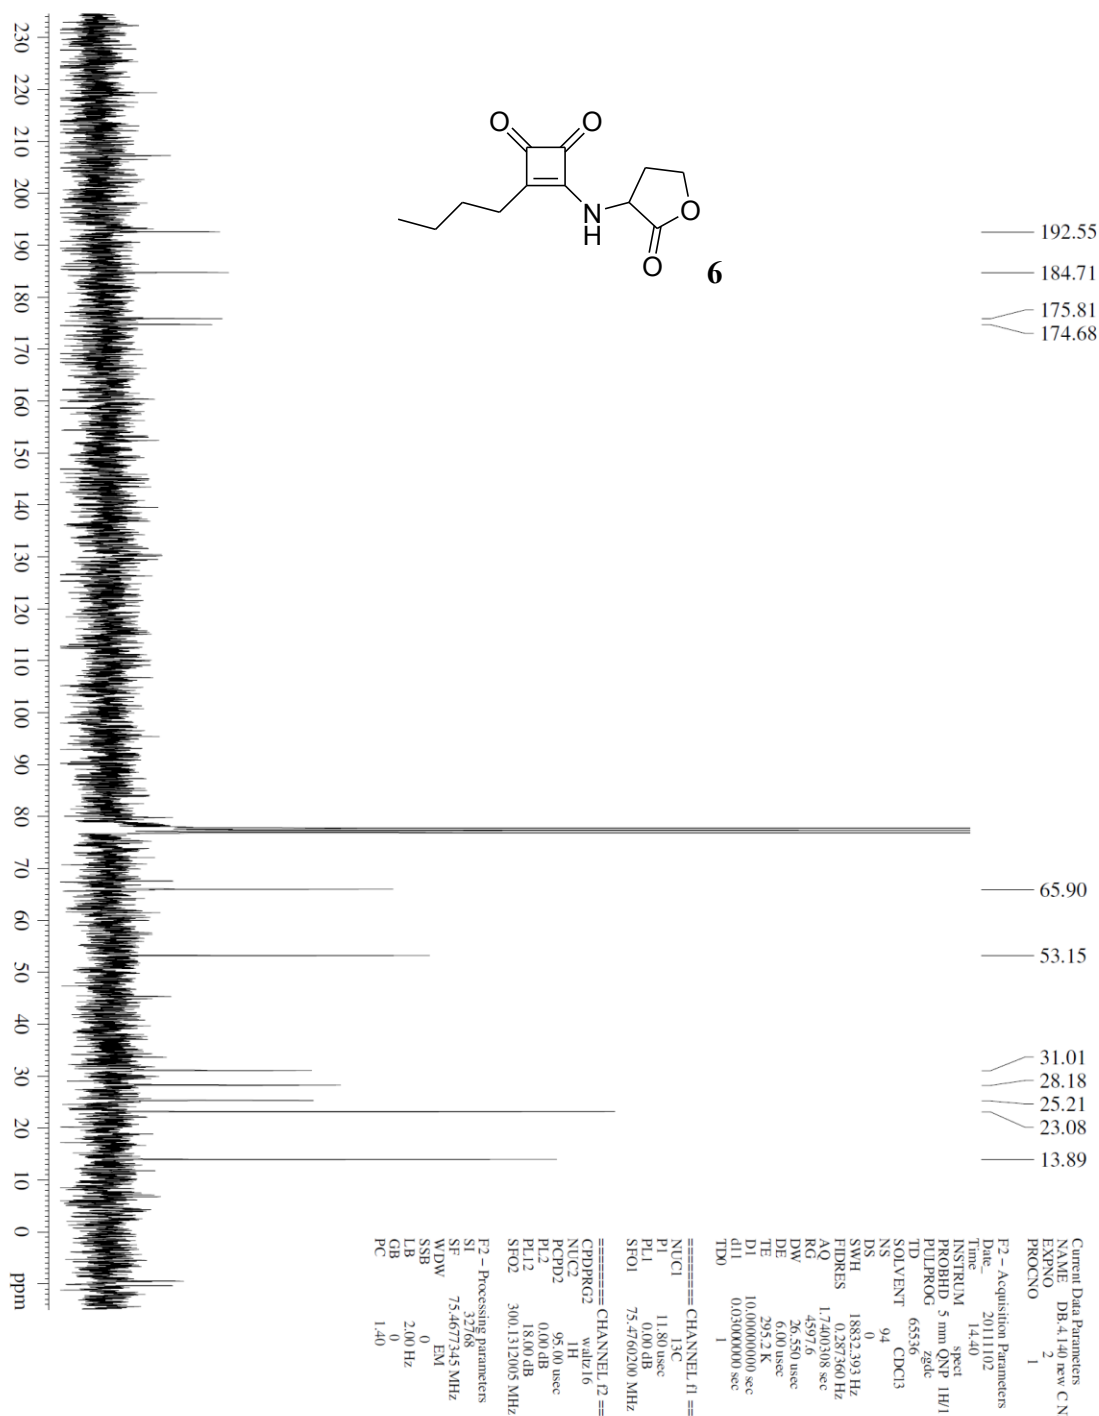 O O
N
H
O
O
6
192.55
184.71
175.81
174.68
65.90
53.15
31.01
28.18
25.21
23.08
13.89
230 220 210 200 190 180 170 160 150 140 130 120 110 100 90 80 70 60 50 40 30 20 10 0 ppm
Current Data Parameters
NAME DB.4.140 new C N
EXPNO 2
PROCNO 1
F2 - Acquisition Parameters
Date_ 20111102
Time 14.40
INSTRUM spect
PROBHD 5 mm QNP 1H/1
PULPROG zgdc
TD 65536
SOLVENT CDCl3
NS 94
DS 0
SWH 18832.393 Hz
FIDRES 0.287360 Hz
AQ 1.7400308 sec
RG 4597.6
DW 26.550 usec
DE 6.00 usec
TE 295.2 K
D1 10.00000000 sec
d11 0.03000000 sec
TD0 1
======== CHANNEL f1 ==
NUC1 13C
P1 11.80 usec
PL1 0.00 dB
SFO1 75.4760200 MHz
======== CHANNEL f2 ==
CPDPRG2 waltz16
NUC2 1H
PCPD2 95.00 usec
PL2 0.00 dB
PL12 18.00 dB
SFO2 300.1312005 MHz
F2 - Processing parameters
SI 32768
SF 75.4677345 MHz
WDW EM
SSB 0
LB 2.00 Hz
GB 0
PC 1.40